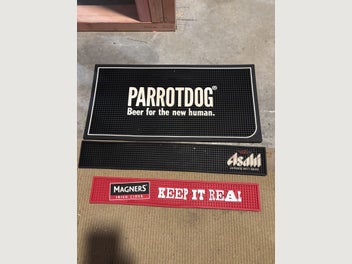 PARROTDOG®
Beer for the new human.
Asahi
MAGNERS
IRISH CIDER
KEEP IT REAL